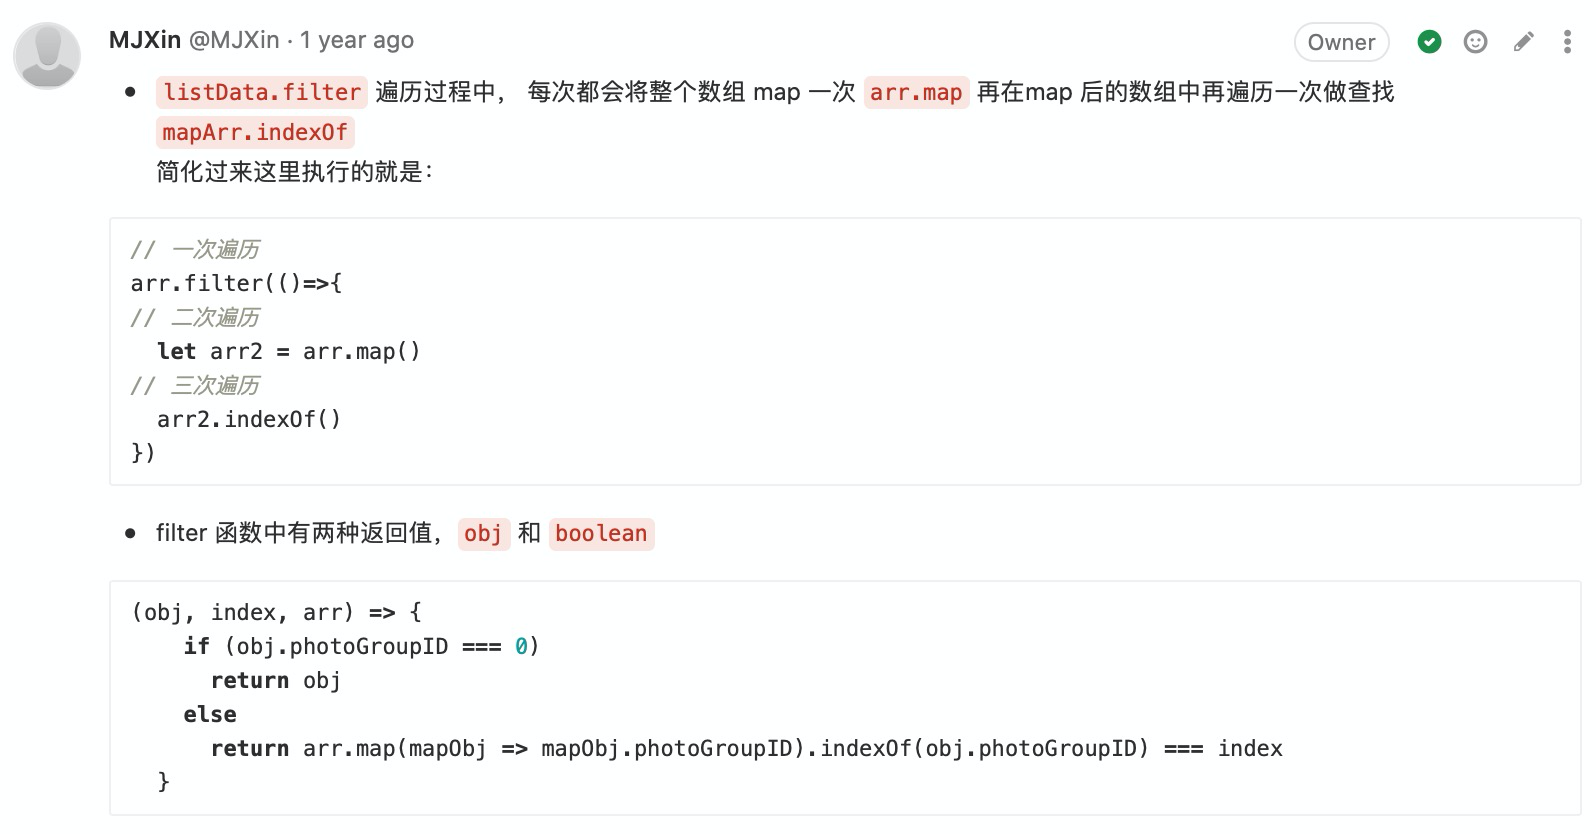 MJXin @MJXin · 1 year ago
Owner
• listData.filter 遍历过程中， 每次都会将整个数组 map 一次 arr.map 再在map 后的数组中再遍历一次做查找
mapArr.indexOf
简化过来这里执行的就是：
// 一次遍历
arr.filter(()=>{
// 二次遍历
  let arr2 = arr.map()
// 三次遍历
  arr2.indexOf()
})
• filter 函数中有两种返回值， obj 和 boolean
(obj, index, arr) => {
    if (obj.photoGroupID === 0)
      return obj
    else
      return arr.map(mapObj => mapObj.photoGroupID).indexOf(obj.photoGroupID) === index
  }